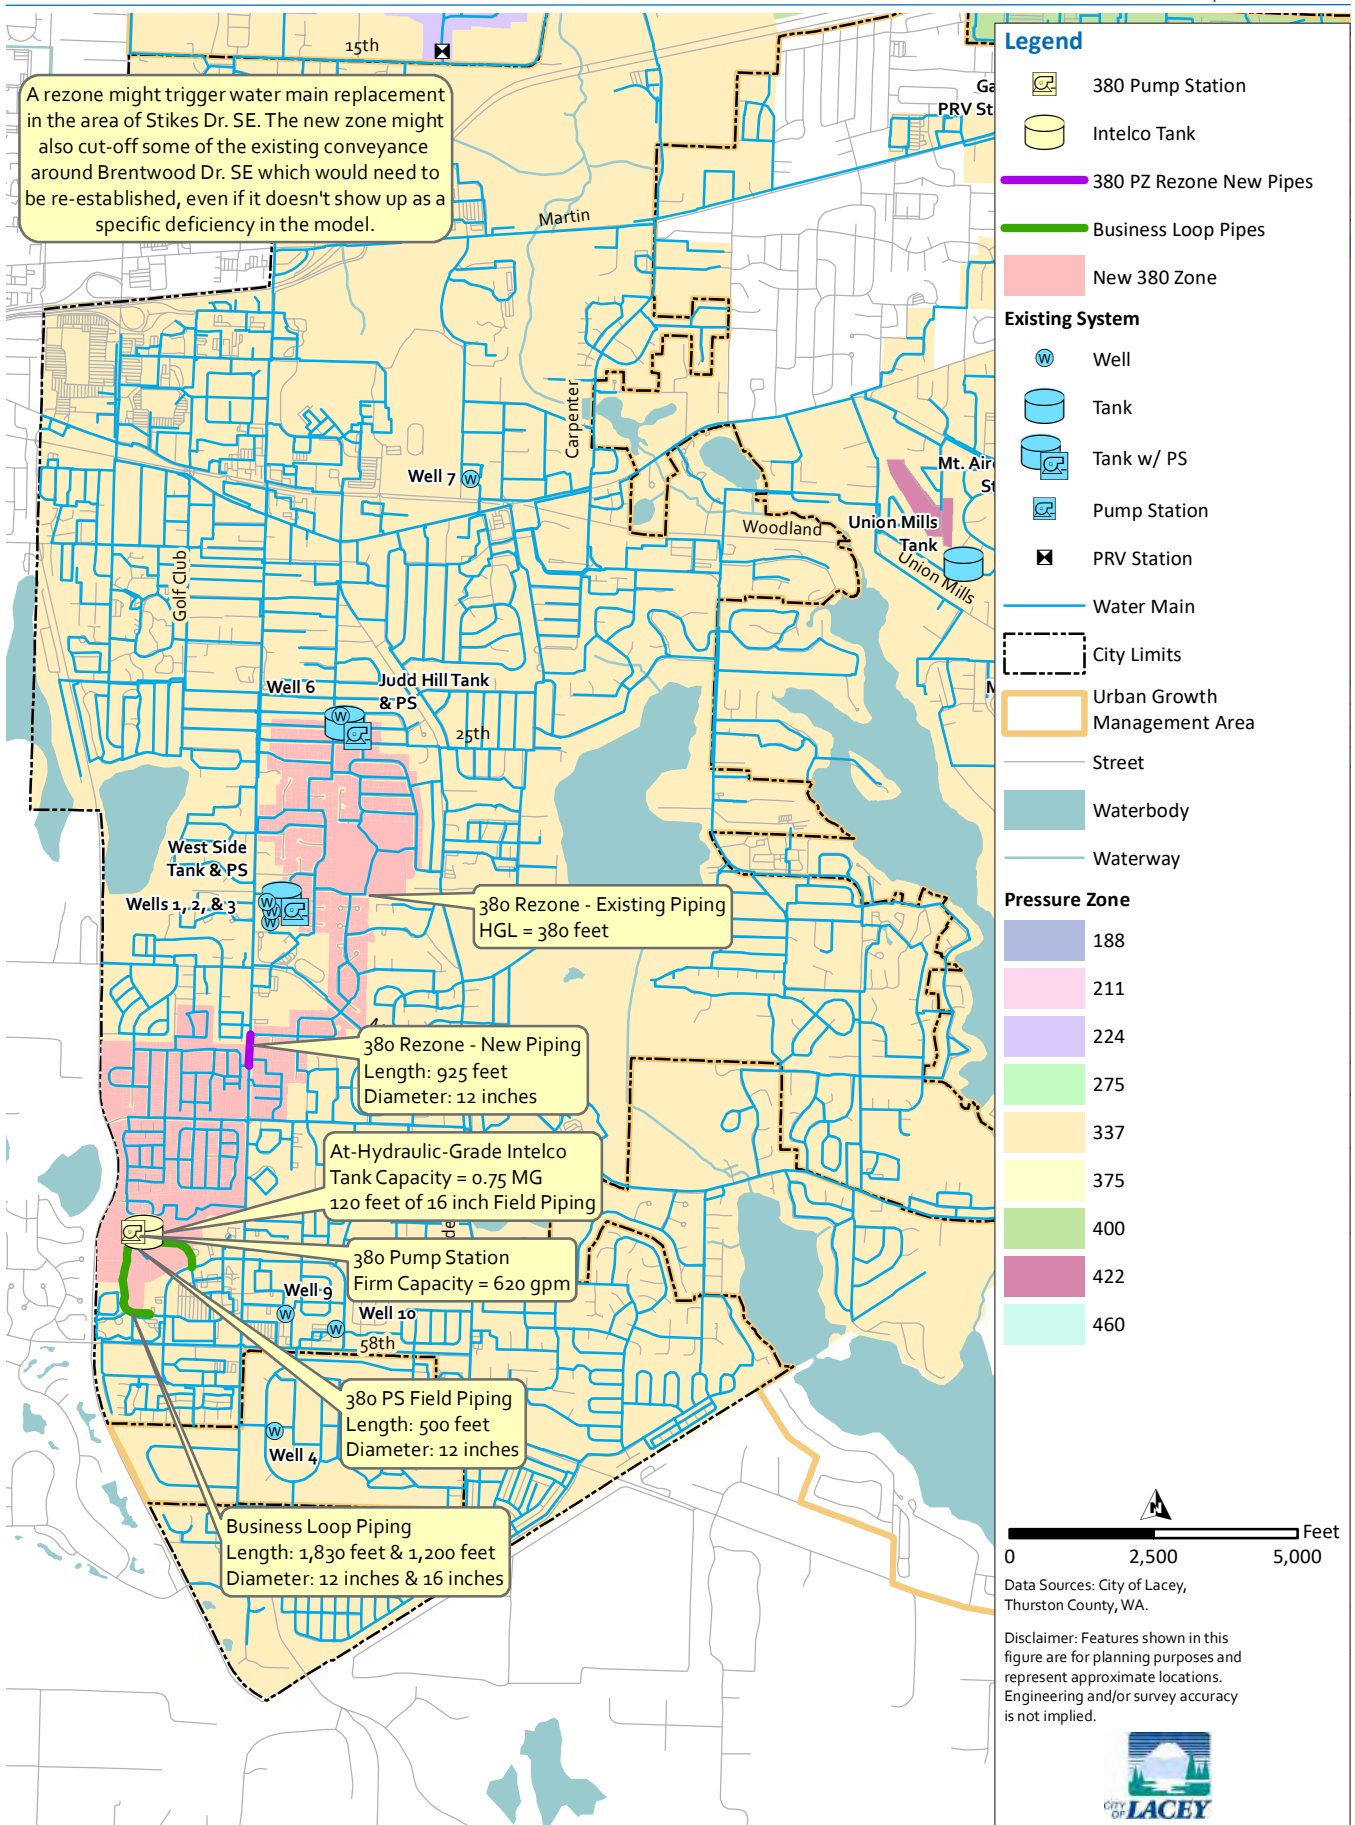 15th
A rezone might trigger water main replacement
in the area of Stikes Dr. SE. The new zone might
also cut-off some of the existing conveyance
around Brentwood Dr. SE which would need to
be re-established, even if it doesn't show up as a
specific deficiency in the model.
PRV St
Martin
Carpenter
Well 7
Golf Club
Woodland
Mt. Air
St
Union Mills
Tank
Union Mills
Well 6
Judd Hill Tank
& PS
25th
West Side
Tank & PS
Wells 1, 2, & 3
380 Rezone - Existing Piping
HGL = 380 feet
380 Rezone - New Piping
Length: 925 feet
Diameter: 12 inches
At-Hydraulic-Grade Intelco
Tank Capacity = 0.75 MG
120 feet of 16 inch Field Piping
380 Pump Station
Firm Capacity = 620 gpm
Well 9
Well 10
58th
380 PS Field Piping
Length: 500 feet
Diameter: 12 inches
Well 4
Business Loop Piping
Length: 1,830 feet & 1,200 feet
Diameter: 12 inches & 16 inches
W
W
W
W
W
W
W
W
Legend
380 Pump Station
Intelco Tank
380 PZ Rezone New Pipes
Business Loop Pipes
New 380 Zone
Existing System
W Well
Tank
Tank w/ PS
Pump Station
PRV Station
Water Main
City Limits
Urban Growth
Management Area
Street
Waterbody
Waterway
Pressure Zone
188
211
224
275
337
375
400
422
460
N
Feet
0 2,500 5,000
Data Sources: City of Lacey,
Thurston County, WA.
Disclaimer: Features shown in this
figure are for planning purposes and
represent approximate locations.
Engineering and/or survey accuracy
is not implied.
CITY
OF LACEY